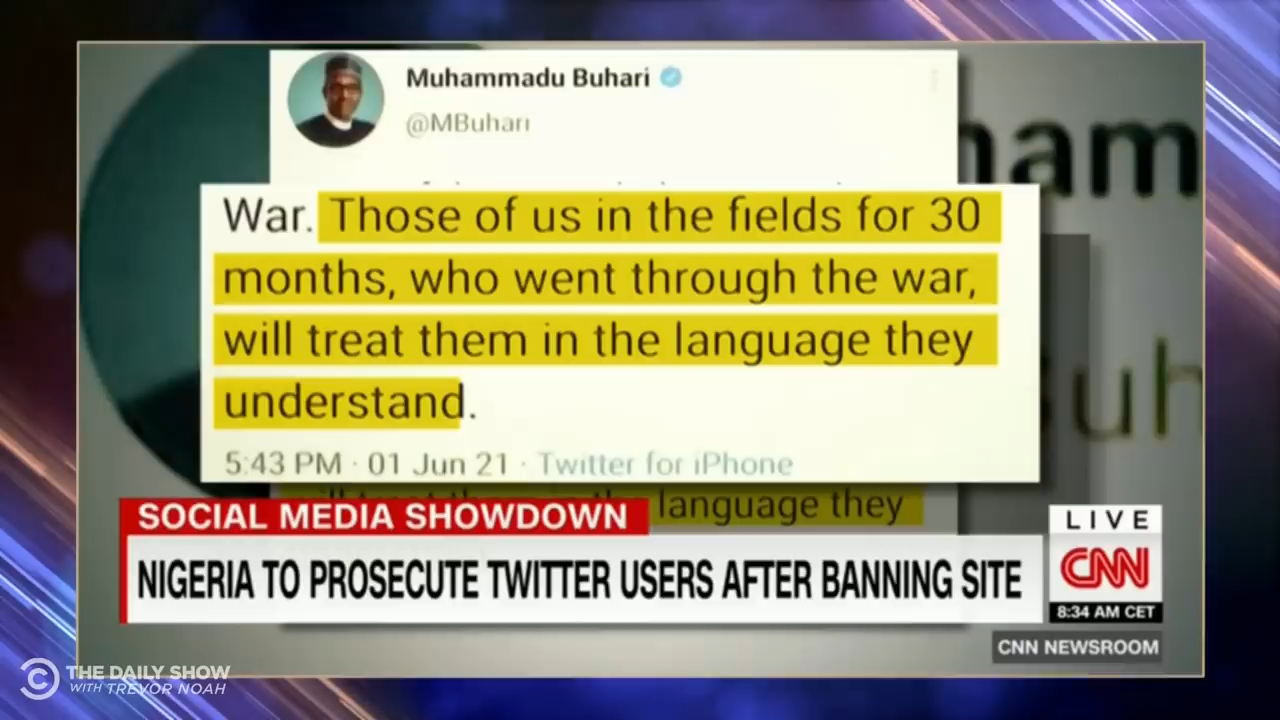 Muhammadu Buhari
@MBuhari
War. Those of us in the fields for 30
months, who went through the war,
will treat them in the language they
understand.
5:43 PM · 01 Jun 21 · Twitter for iPhone
language they
SOCIAL MEDIA SHOWDOWN
NIGERIA TO PROSECUTE TWITTER USERS AFTER BANNING SITE
LIVE
CNN
8:34 AM CET
CNN NEWSROOM
THE DAILY SHOW
WITH TREVOR NOAH